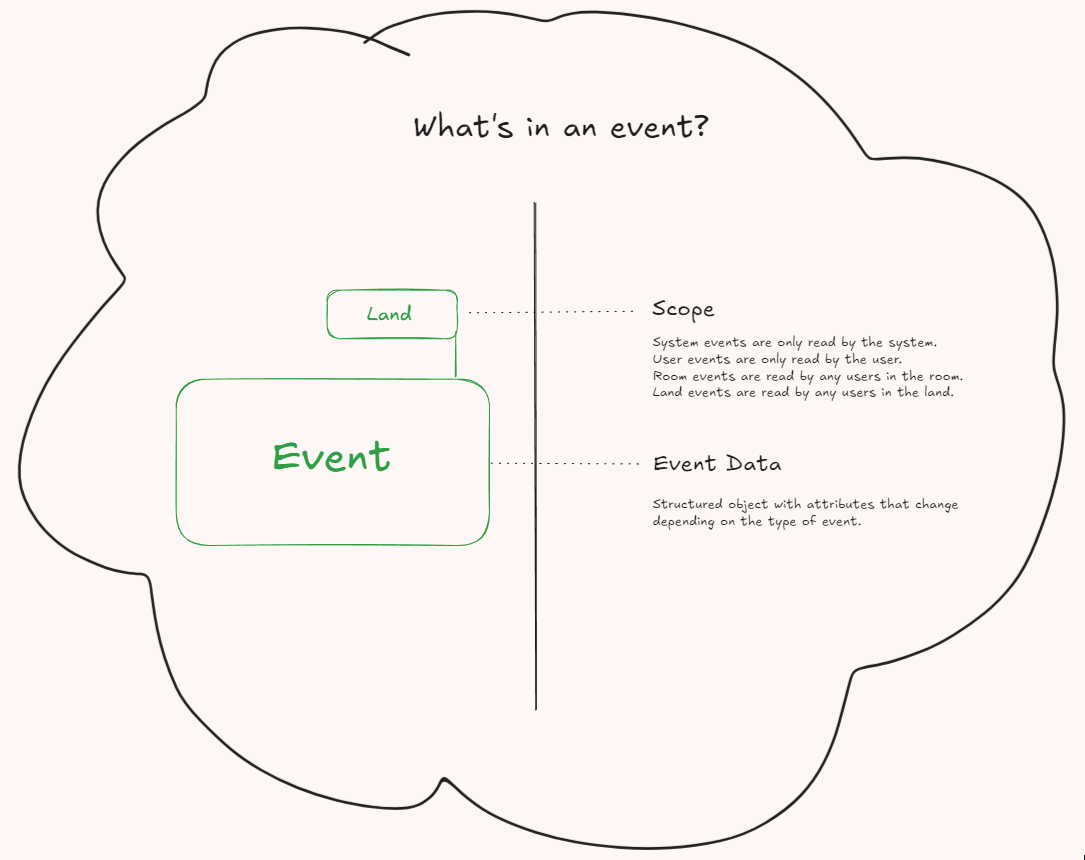 What's in an event?
Land
Scope
System events are only read by the system.
User events are only read by the user.
Room events are read by any users in the room.
Land events are read by any users in the land.
Event
Event Data
Structured object with attributes that change
depending on the type of event.